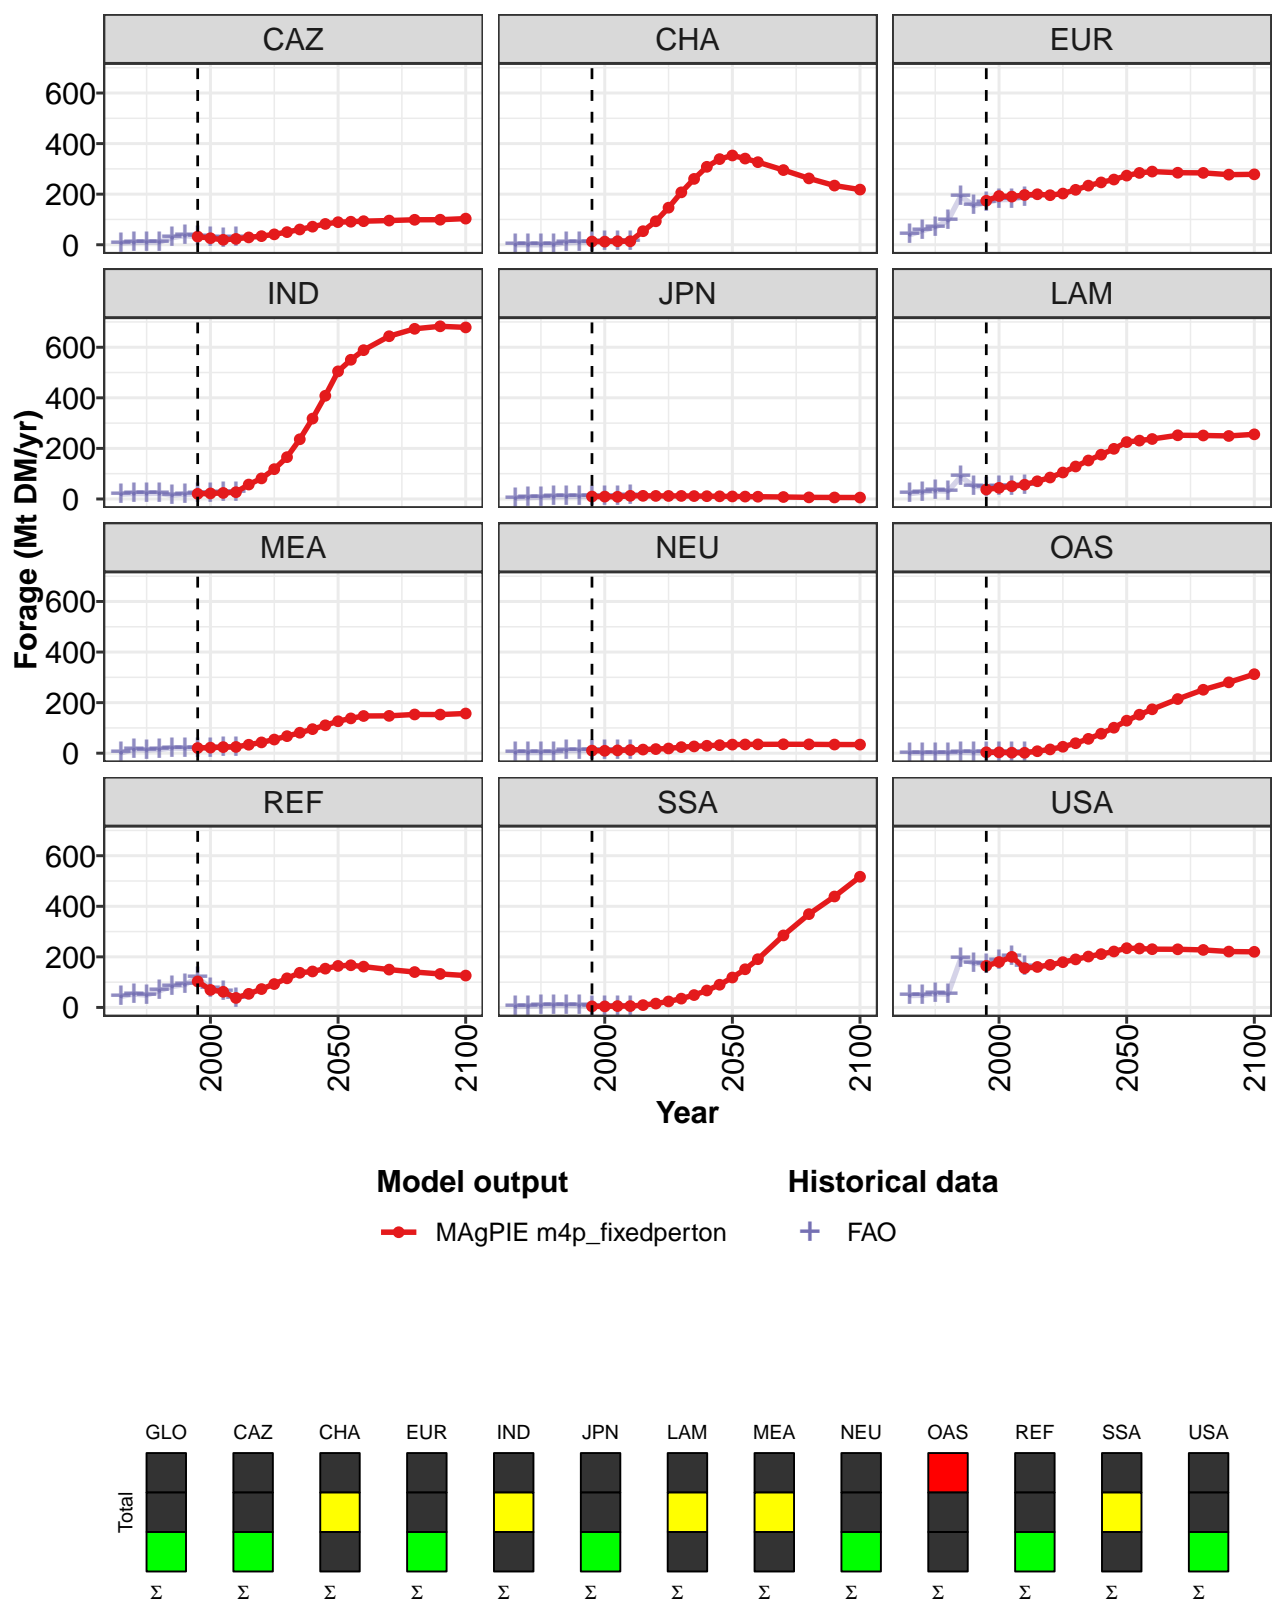 CAZ CHA EUR
600
400
200
0
IND JPN LAM
600
400
200
0
MEA NEU OAS
600
400
200
0
REF SSA USA
600
400
200
0
Forage (Mt DM/yr)
2000 2050 2100 2000 2050 2100 2000 2050 2100
Year
Model output Historical data
MAgPIE m4p_fixedperton FAO
GLO CAZ CHA EUR IND JPN LAM MEA NEU OAS REF SSA USA
Total
Σ Σ Σ Σ Σ Σ Σ Σ Σ Σ Σ Σ Σ